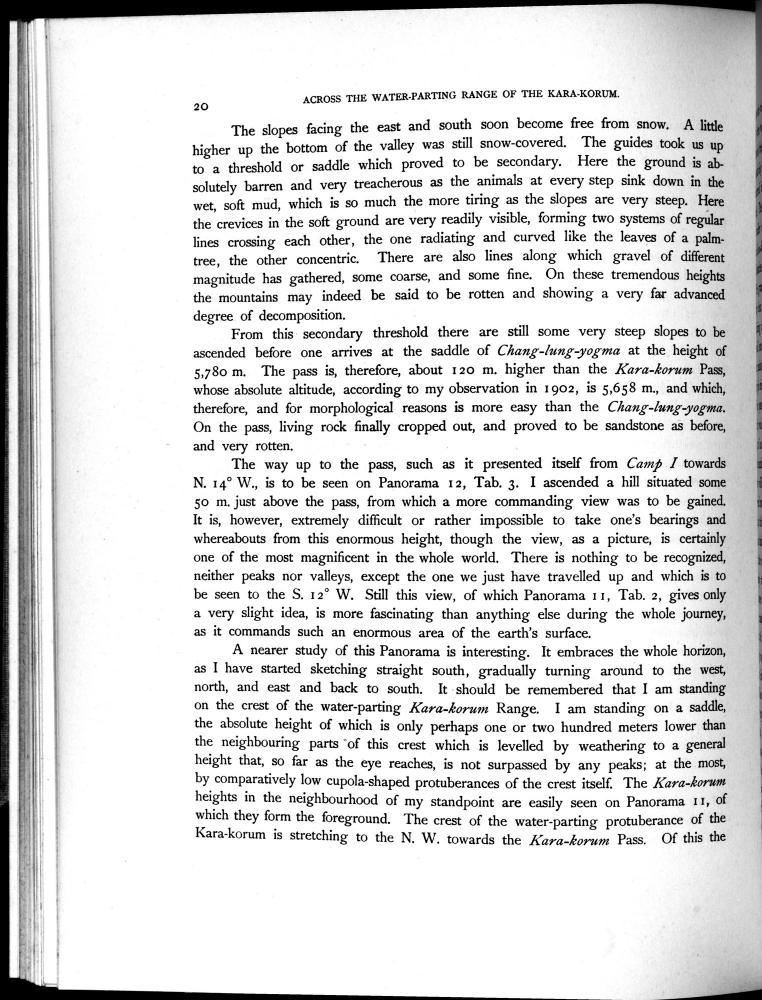 20
ACROSS THE WATER-PARTING RANGE OF THE KARA-KORUM.
The slopes facing the east and south soon become free from snow. A little
higher up the bottom of the valley was still snow-covered. The guides took us up
to a threshold or saddle which proved to be secondary. Here the ground is ab-
solutely barren and very treacherous as the animals at every step sink down in the
wet, soft mud, which is so much the more tiring as the slopes are very steep. Here
the crevices in the soft ground are very readily visible, forming two systems of regular
lines crossing each other, the one radiating and curved like the leaves of a palm-
tree, the other concentric. There are also lines along which gravel of different
magnitude has gathered, some coarse, and some fine. On these tremendous heights
the mountains may indeed be said to be rotten and showing a very far advanced
degree of decomposition.
From this secondary threshold there are still some very steep slopes to be
ascended before one arrives at the saddle of Chang-lung-yogma at the height of
5,780 m. The pass is, therefore, about 120 m. higher than the Kara-korum Pass,
whose absolute altitude, according to my observation in 1902, is 5,658 m., and which,
therefore, and for morphological reasons is more easy than the Chang-lung-yogma.
On the pass, living rock finally cropped out, and proved to be sandstone as before,
and very rotten.
The way up to the pass, such as it presented itself from Camp I towards
N. 14° W., is to be seen on Panorama 12, Tab. 3. I ascended a hill situated some
50 m. just above the pass, from which a more commanding view was to be gained.
It is, however, extremely difficult or rather impossible to take one's bearings and
whereabouts from this enormous height, though the view, as a picture, is certainly
one of the most magnificent in the whole world. There is nothing to be recognized,
neither peaks nor valleys, except the one we just have travelled up and which is to
be seen to the S. 12° W. Still this view, of which Panorama 11, Tab. 2, gives only
a very slight idea, is more fascinating than anything else during the whole journey,
as it commands such an enormous area of the earth's surface.
A nearer study of this Panorama is interesting. It embraces the whole horizon,
as I have started sketching straight south, gradually turning around to the west,
north, and east and back to south. It should be remembered that I am standing
on the crest of the water-parting Kara-korum Range. I am standing on a saddle,
the absolute height of which is only perhaps one or two hundred meters lower than
the neighbouring parts of this crest which is levelled by weathering to a general
height that, so far as the eye reaches, is not surpassed by any peaks; at the most,
by comparatively low cupola-shaped protuberances of the crest itself. The Kara-korum
heights in the neighbourhood of my standpoint are easily seen on Panorama 11, of
which they form the foreground. The crest of the water-parting protuberance of the
Kara-korum is stretching to the N. W. towards the Kara-korum Pass. Of this the